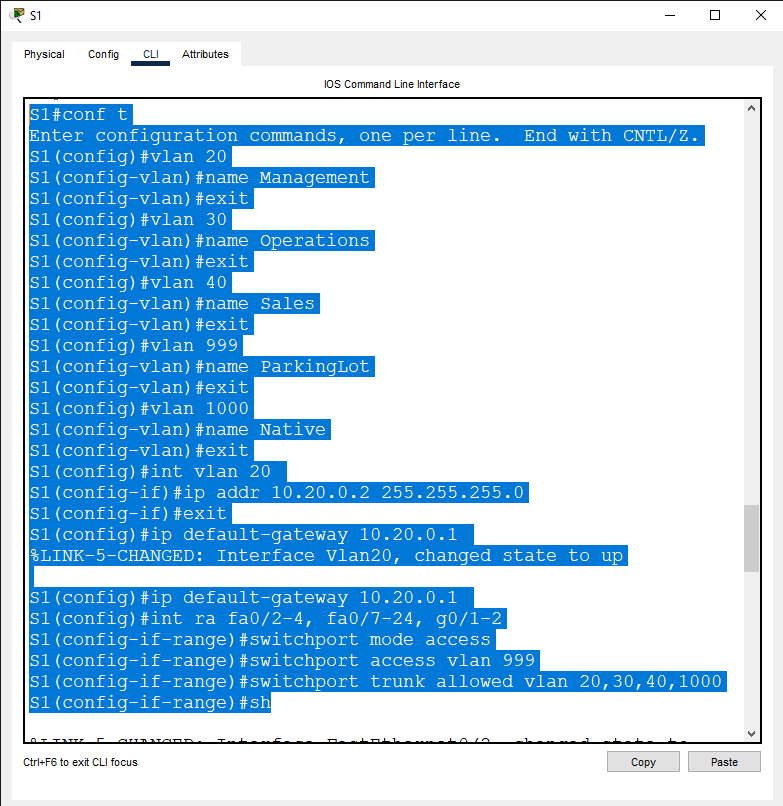 S1
Physical Config CLI Attributes
IOS Command Line Interface
S1#conf t
Enter configuration commands, one per line.  End with CNTL/Z.
S1(config)#vlan 20
S1(config-vlan)#name Management
S1(config-vlan)#exit
S1(config)#vlan 30
S1(config-vlan)#name Operations
S1(config-vlan)#exit
S1(config)#vlan 40
S1(config-vlan)#name Sales
S1(config-vlan)#exit
S1(config)#vlan 999
S1(config-vlan)#name ParkingLot
S1(config-vlan)#exit
S1(config)#vlan 1000
S1(config-vlan)#name Native
S1(config-vlan)#exit
S1(config)#int vlan 20
S1(config-if)#ip addr 10.20.0.2 255.255.255.0
S1(config-if)#exit
S1(config)#ip default-gateway 10.20.0.1
%LINK-5-CHANGED: Interface Vlan20, changed state to up
S1(config)#ip default-gateway 10.20.0.1
S1(config)#int ra fa0/2-4, fa0/7-24, g0/1-2
S1(config-if-range)#switchport mode access
S1(config-if-range)#switchport access vlan 999
S1(config-if-range)#switchport trunk allowed vlan 20,30,40,1000
S1(config-if-range)#sh
%LINK-5-CHANGED: Interface FastEthernet0/2, changed state to
Ctrl+F6 to exit CLI focus
Copy
Paste